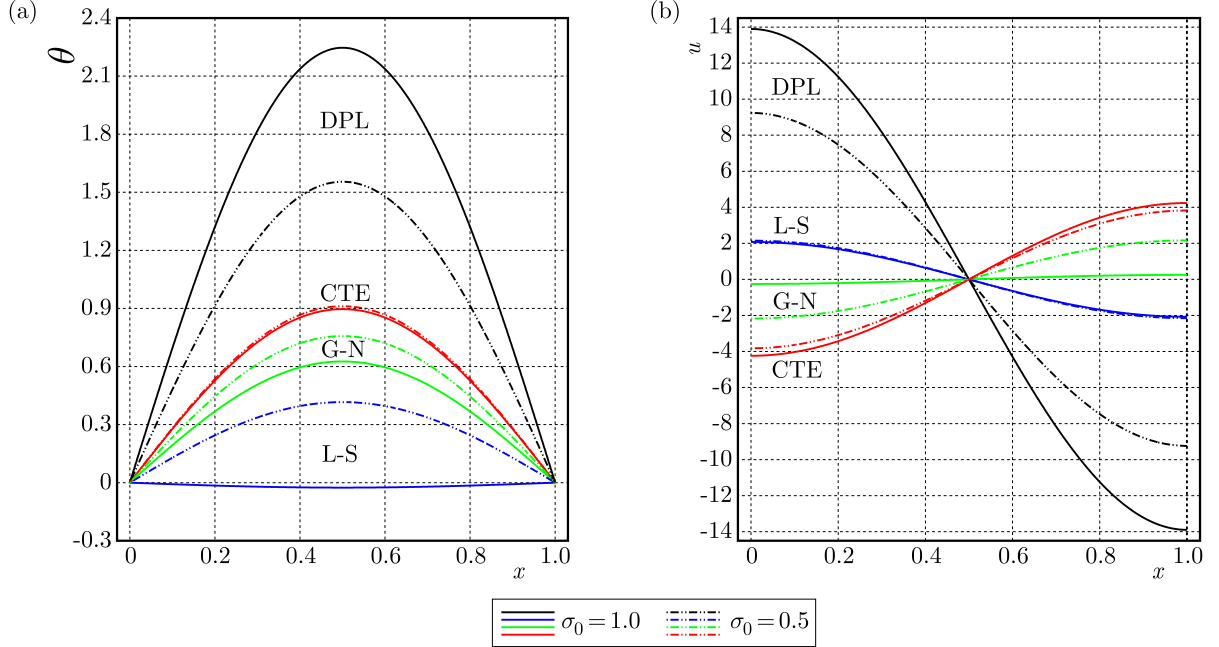 (a)
2.4
θ
2.1
1.8
DPL
1.5
1.2
0.9
CTE
0.6
G-N
0.3
L-S
0
-0.3
0 0.2 0.4 0.6 0.8 1.0
x
(b)
14
u
12
DPL
10
8
6
4
L-S
2
0
G-N
-2
-4
CTE
-6
-8
-10
-12
-14
0 0.2 0.4 0.6 0.8 1.0
x
σ0 = 1.0 σ0 = 0.5